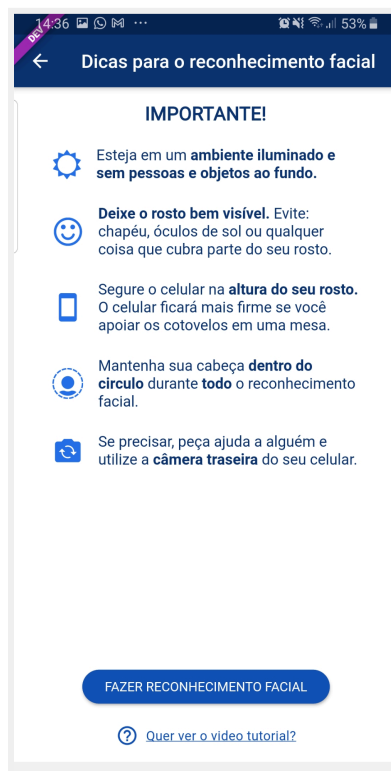 14:36
53%
DEV
Dicas para o reconhecimento facial
IMPORTANTE!
Esteja em um ambiente iluminado e
sem pessoas e objetos ao fundo.
Deixe o rosto bem visível. Evite:
chapéu, óculos de sol ou qualquer
coisa que cubra parte do seu rosto.
Segure o celular na altura do seu rosto.
O celular ficará mais firme se você
apoiar os cotovelos em uma mesa.
Mantenha sua cabeça dentro do
circulo durante todo o reconhecimento
facial.
Se precisar, peça ajuda a alguém e
utilize a câmera traseira do seu celular.
FAZER RECONHECIMENTO FACIAL
Quer ver o video tutorial?